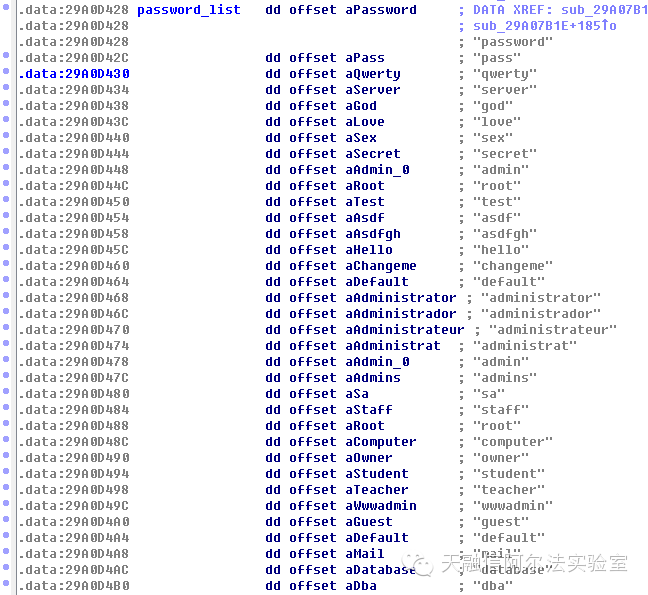 .data:29A0D428 password_list dd offset aPassword ; DATA XREF: sub_29A07B1
.data:29A0D428 ; sub_29A07B1E+185↑o
.data:29A0D428 ; "password"
.data:29A0D42C dd offset aPass ; "pass"
.data:29A0D430 dd offset aQwerty ; "qwerty"
.data:29A0D434 dd offset aServer ; "server"
.data:29A0D438 dd offset aGod ; "god"
.data:29A0D43C dd offset aLove ; "love"
.data:29A0D440 dd offset aSex ; "sex"
.data:29A0D444 dd offset aSecret ; "secret"
.data:29A0D448 dd offset aAdmin_0 ; "admin"
.data:29A0D44C dd offset aRoot ; "root"
.data:29A0D450 dd offset aTest ; "test"
.data:29A0D454 dd offset aAsdf ; "asdf"
.data:29A0D458 dd offset aAsdfgh ; "asdfgh"
.data:29A0D45C dd offset aHello ; "hello"
.data:29A0D460 dd offset aChangeme ; "changeme"
.data:29A0D464 dd offset aDefault ; "default"
.data:29A0D468 dd offset aAdministrator ; "administrator"
.data:29A0D46C dd offset aAdministrador ; "administrador"
.data:29A0D470 dd offset aAdministrateur ; "administrateur"
.data:29A0D474 dd offset aAdministrat ; "administrat"
.data:29A0D478 dd offset aAdmin_0 ; "admin"
.data:29A0D47C dd offset aAdmins ; "admins"
.data:29A0D480 dd offset aSa ; "sa"
.data:29A0D484 dd offset aStaff ; "staff"
.data:29A0D488 dd offset aRoot ; "root"
.data:29A0D48C dd offset aComputer ; "computer"
.data:29A0D490 dd offset aOwner ; "owner"
.data:29A0D494 dd offset aStudent ; "student"
.data:29A0D498 dd offset aTeacher ; "teacher"
.data:29A0D49C dd offset aWwwadmin ; "wwwadmin"
.data:29A0D4A0 dd offset aGuest ; "guest"
.data:29A0D4A4 dd offset aDefault ; "default"
.data:29A0D4A8 dd offset aMail ; "mail"
.data:29A0D4AC dd offset aDatabase ; "database"
.data:29A0D4B0 dd offset aDba ; "dba"
天融信阿尔法实验室